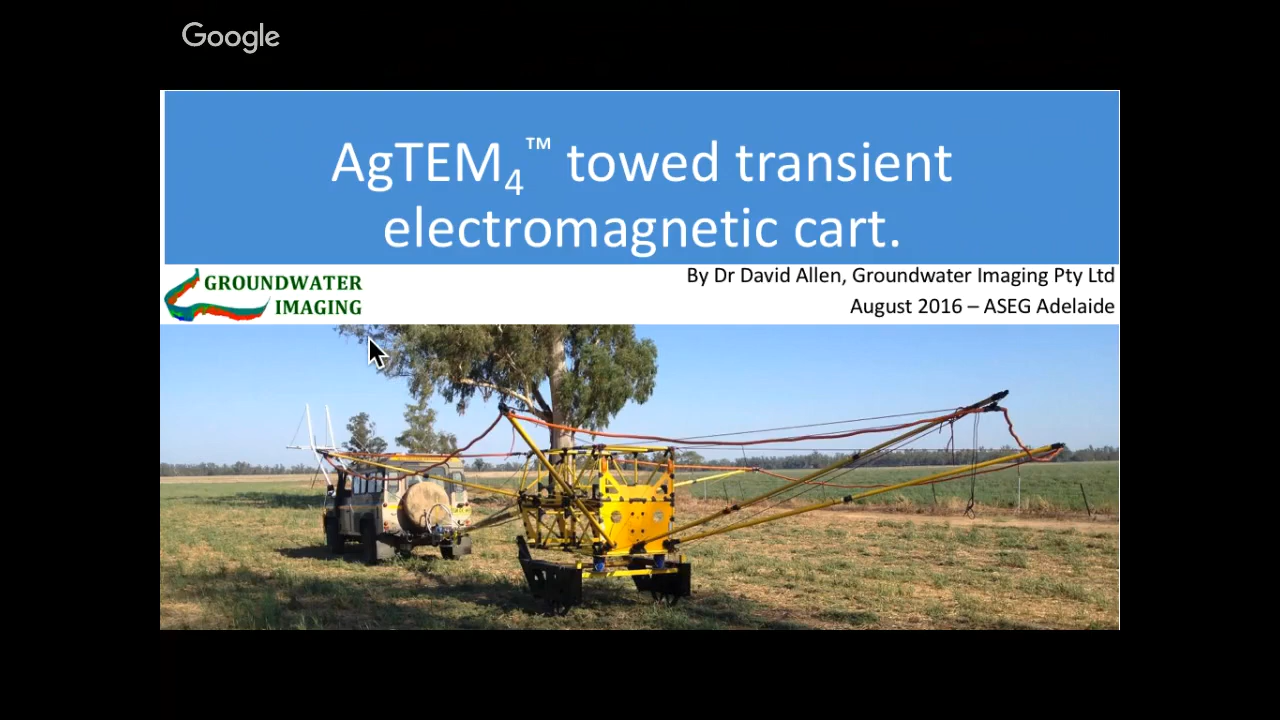 Google
AgTEM₄™ towed transient
electromagnetic cart.
GROUNDWATER
IMAGING
By Dr David Allen, Groundwater Imaging Pty Ltd
August 2016 – ASEG Adelaide